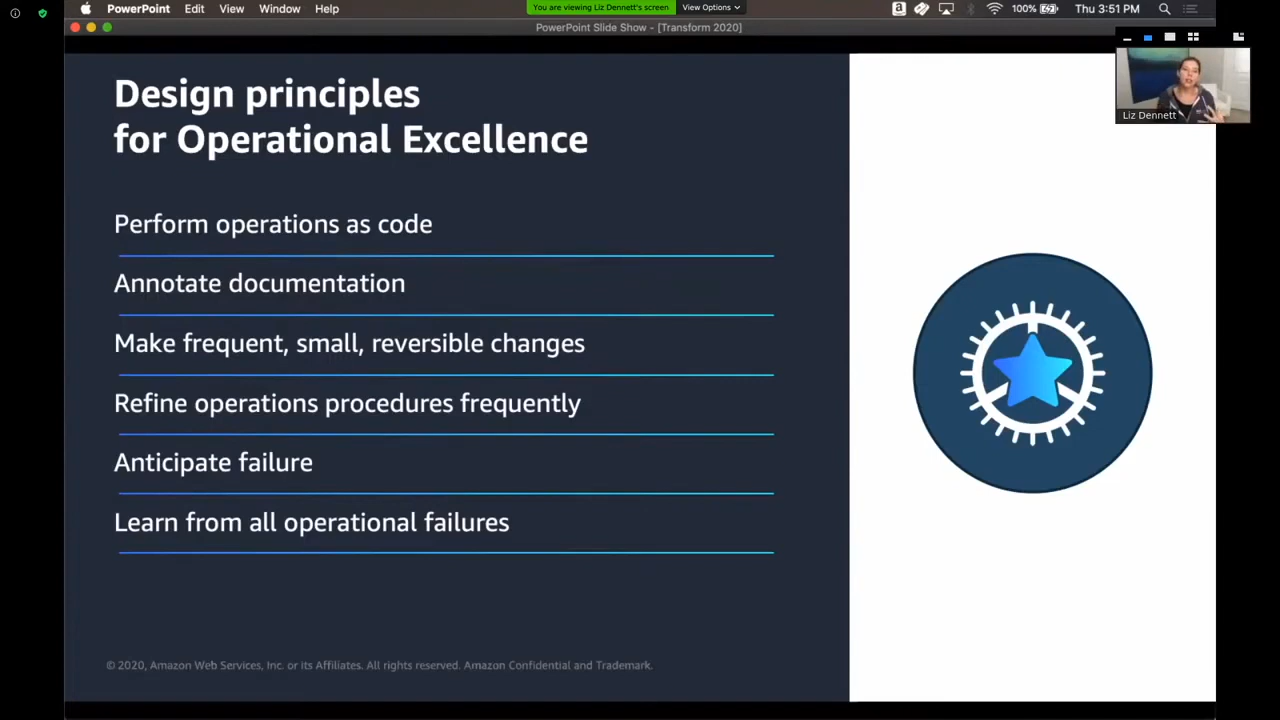 PowerPoint Edit View Window Help
You are viewing Liz Dennett's screen View Options
100% Thu 3:51 PM
PowerPoint Slide Show - [Transform 2020]
Liz Dennett
Design principles
for Operational Excellence
Perform operations as code
Annotate documentation
Make frequent, small, reversible changes
Refine operations procedures frequently
Anticipate failure
Learn from all operational failures
© 2020, Amazon Web Services, Inc. or its Affiliates. All rights reserved. Amazon Confidential and Trademark.